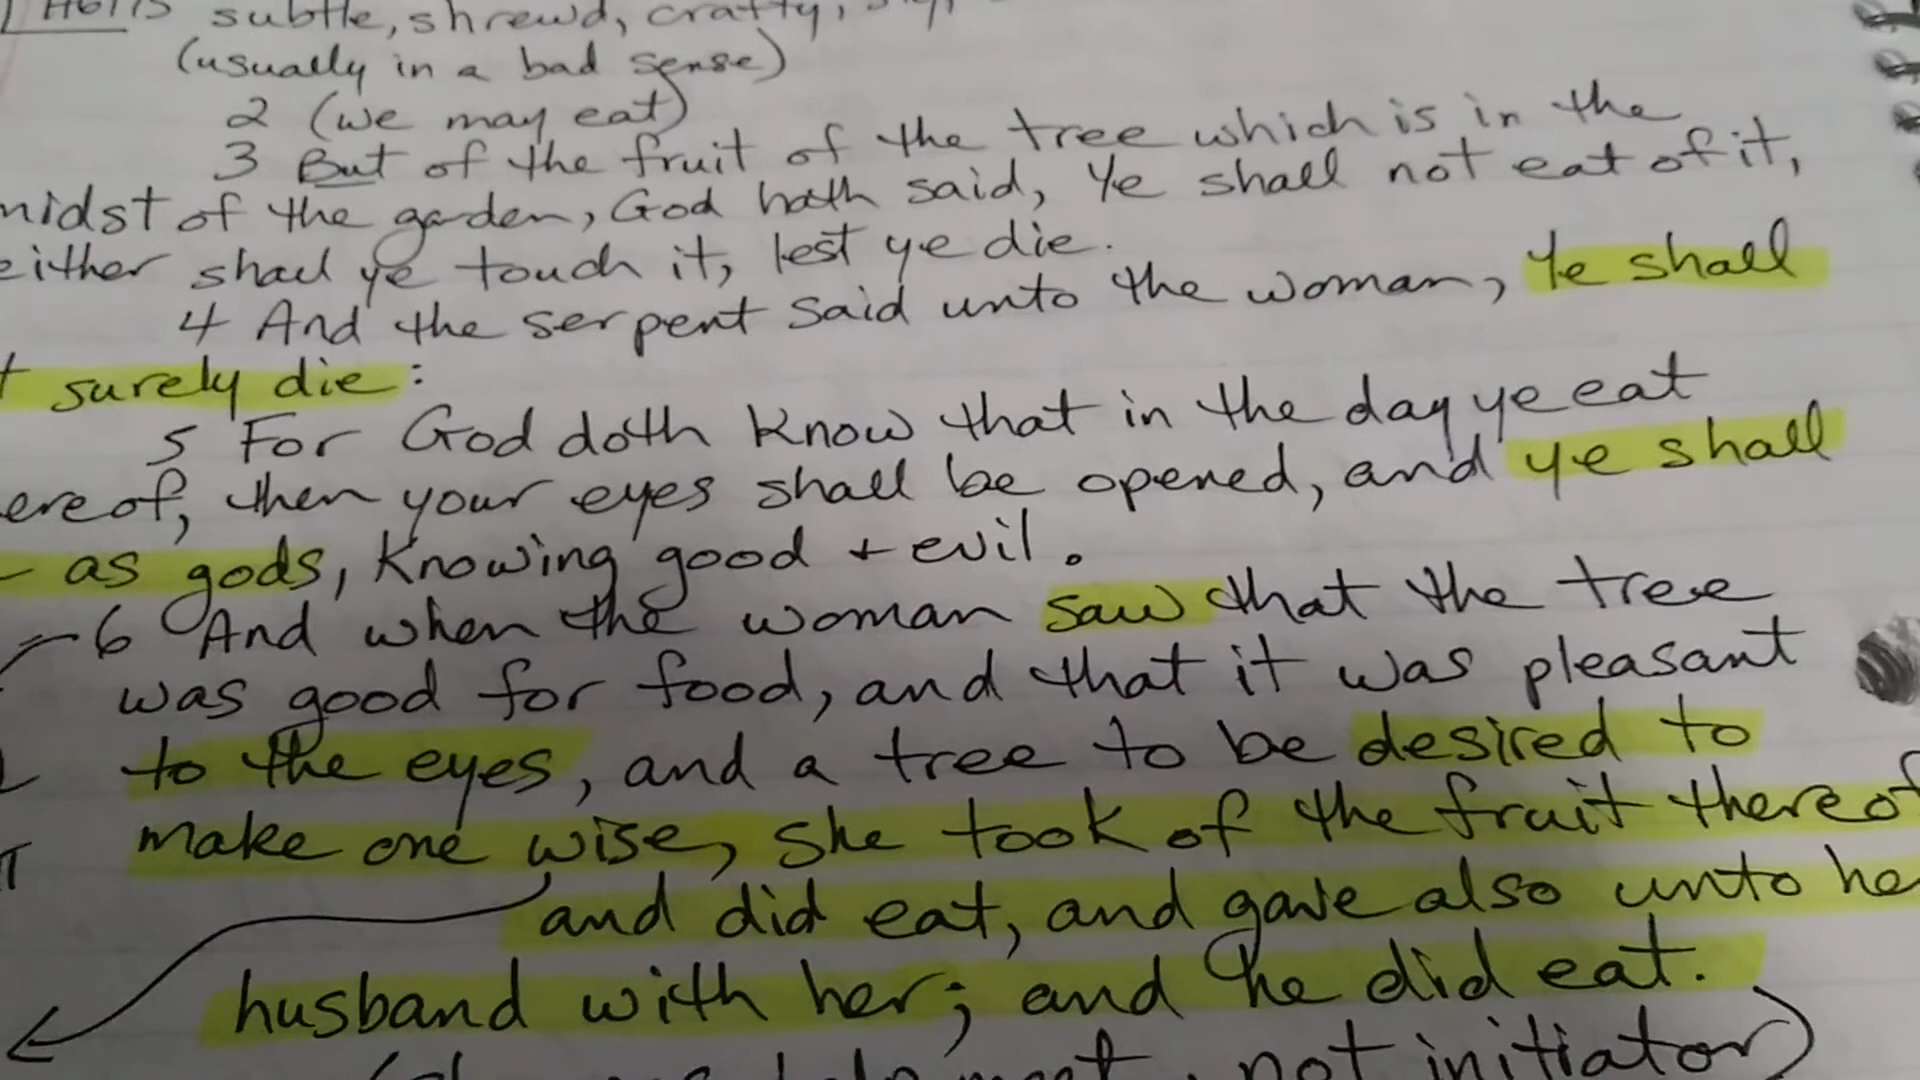 subtle, shrewd, crafty,
(usually in a bad sense)
2 (we may eat)
3 But of the fruit of the tree which is in the
midst of the garden, God hath said, Ye shall not eat of it,
either shall ye touch it, lest ye die.
4 And the serpent said unto the woman, Ye shall
t surely die:
5 For God doth know that in the day ye eat
ereof, then your eyes shall be opened, and ye shall
as gods, knowing good + evil.
6 And when the woman saw that the tree
was good for food, and that it was pleasant
to the eyes, and a tree to be desired to
make one wise, she took of the fruit thereof
and did eat, and gave also unto he
husband with her; and he did eat.
not initiator)